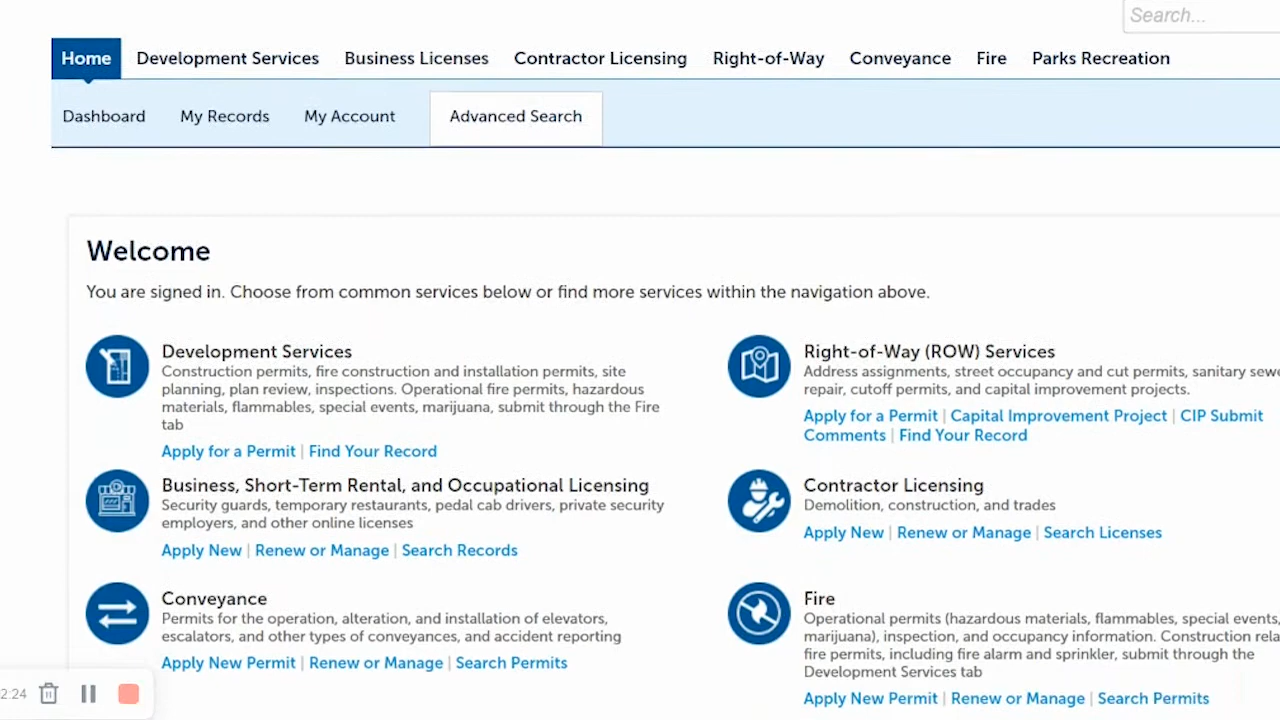 Search...
Home Development Services Business Licenses Contractor Licensing Right-of-Way Conveyance Fire Parks Recreation
Dashboard My Records My Account Advanced Search
Welcome
You are signed in. Choose from common services below or find more services within the navigation above.
Development Services
Construction permits, fire construction and installation permits, site
planning, plan review, inspections. Operational fire permits, hazardous
materials, flammables, special events, marijuana, submit through the Fire
tab
Apply for a Permit | Find Your Record
Right-of-Way (ROW) Services
Address assignments, street occupancy and cut permits, sanitary sewe
repair, cutoff permits, and capital improvement projects.
Apply for a Permit | Capital Improvement Project | CIP Submit
Comments | Find Your Record
Business, Short-Term Rental, and Occupational Licensing
Security guards, temporary restaurants, pedal cab drivers, private security
employers, and other online licenses
Apply New | Renew or Manage | Search Records
Contractor Licensing
Demolition, construction, and trades
Apply New | Renew or Manage | Search Licenses
Conveyance
Permits for the operation, alteration, and installation of elevators,
escalators, and other types of conveyances, and accident reporting
Apply New Permit | Renew or Manage | Search Permits
Fire
Operational permits (hazardous materials, flammables, special events,
marijuana), inspection, and occupancy information. Construction rela
fire permits, including fire alarm and sprinkler, submit through the
Development Services tab
Apply New Permit | Renew or Manage | Search Permits
2:24